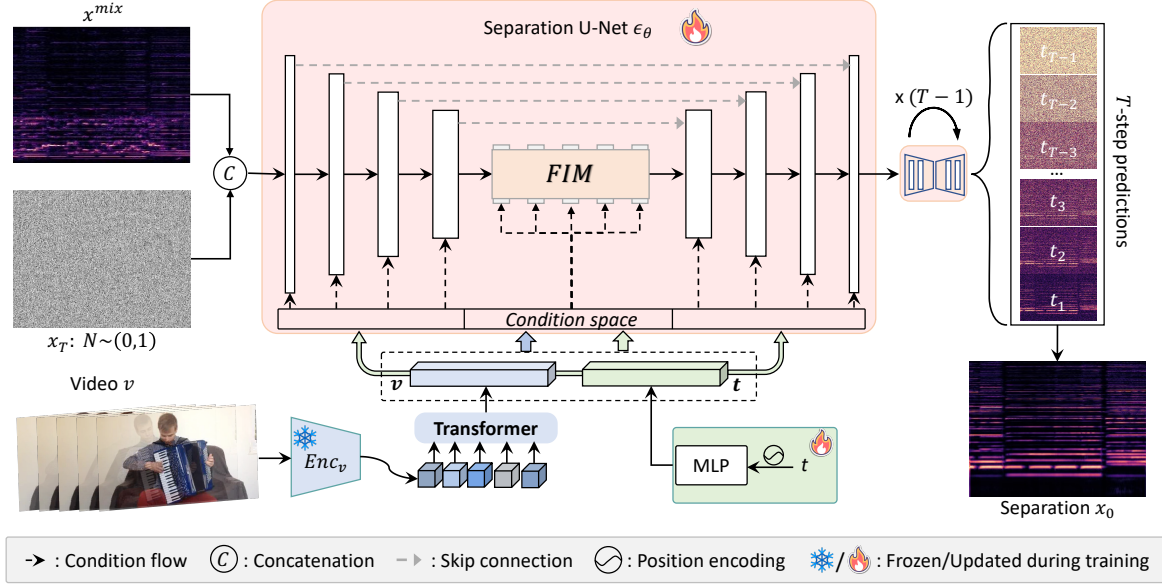 x^{mix}
Separation U-Net ϵ_θ
x (T − 1)
C
FIM
Condition space
x_T: N~(0,1)
Video v
v
t
Transformer
Enc_v
MLP
t
t_{T−1}
t_{T−2}
t_{T−3}
...
t_3
t_2
t_1
T-step predictions
Separation x_0
: Condition flow
C : Concatenation
: Skip connection
: Position encoding
/ : Frozen/Updated during training